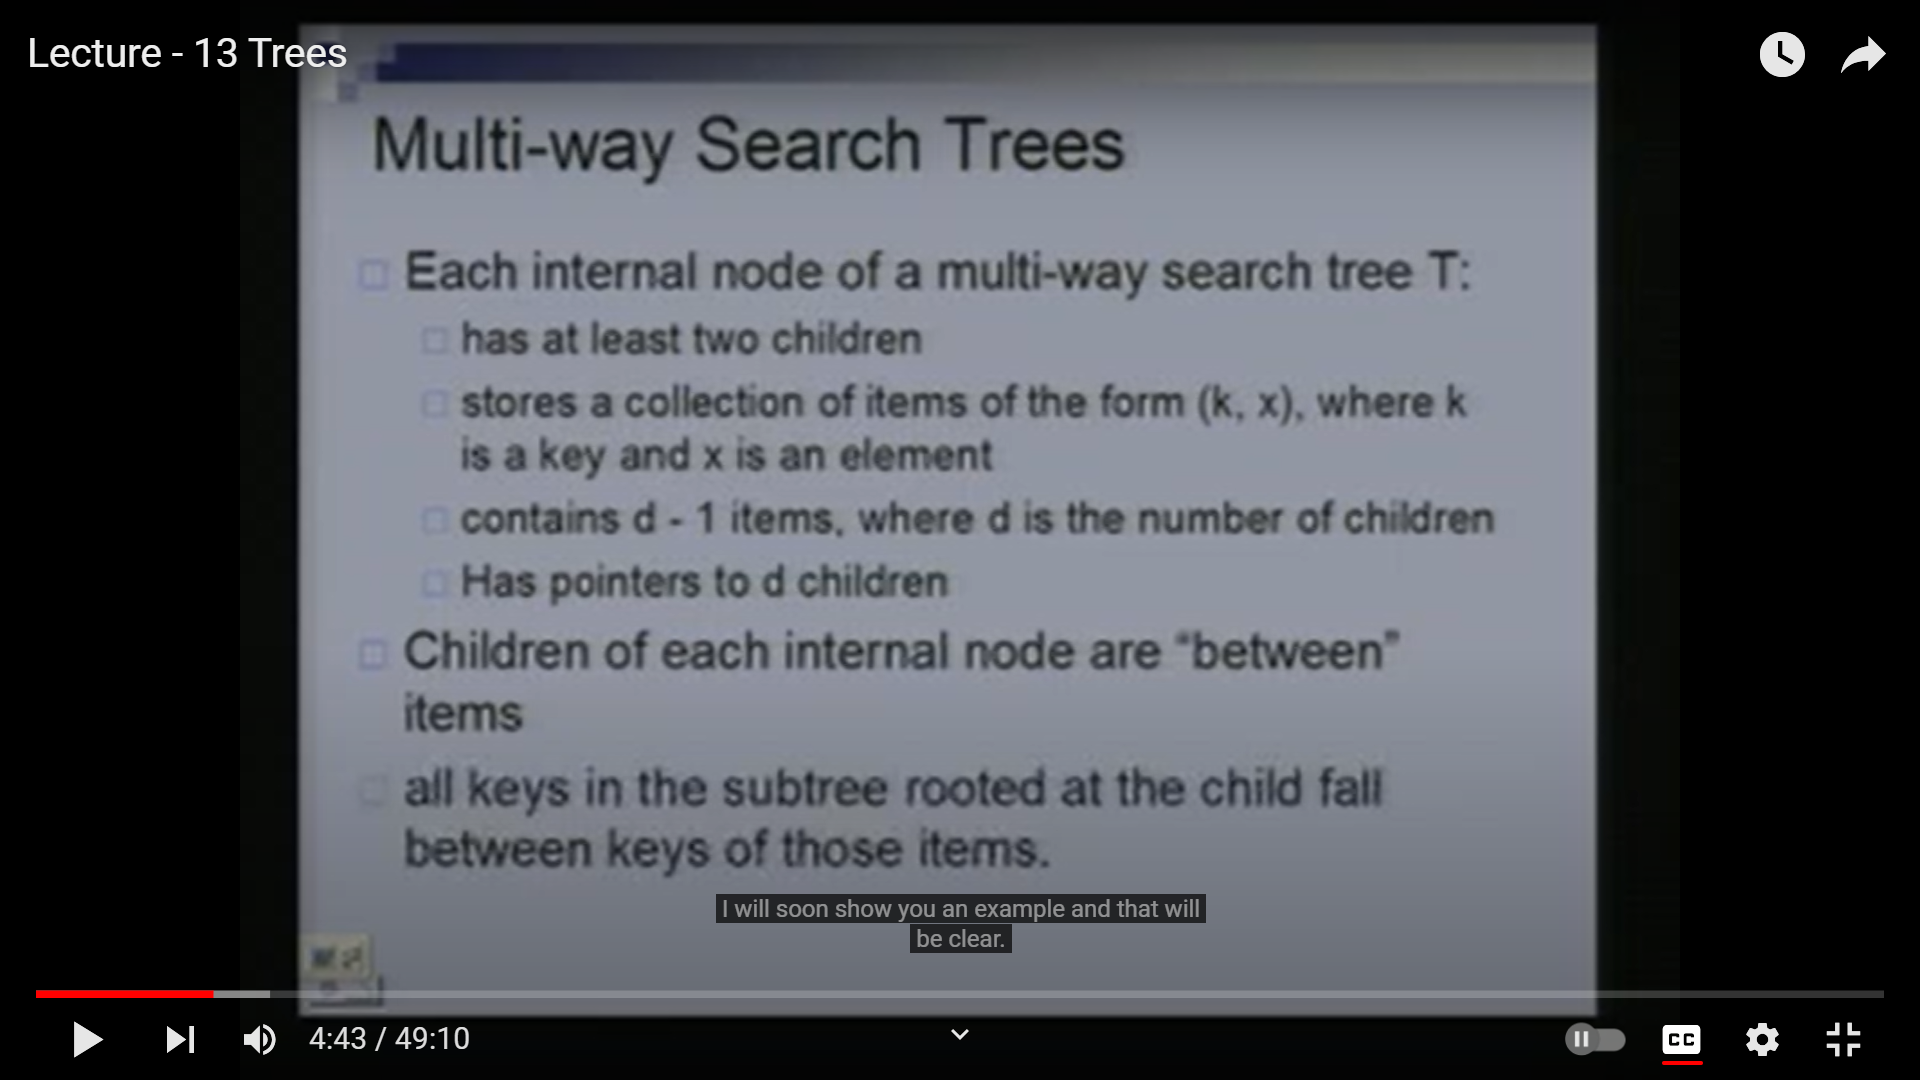 Lecture - 13 Trees
Multi-way Search Trees
Each internal node of a multi-way search tree T:
has at least two children
stores a collection of items of the form (k, x), where k
is a key and x is an element
contains d - 1 items, where d is the number of children
Has pointers to d children
Children of each internal node are “between”
items
all keys in the subtree rooted at the child fall
between keys of those items.
I will soon show you an example and that will
be clear.
4:43 / 49:10
CC